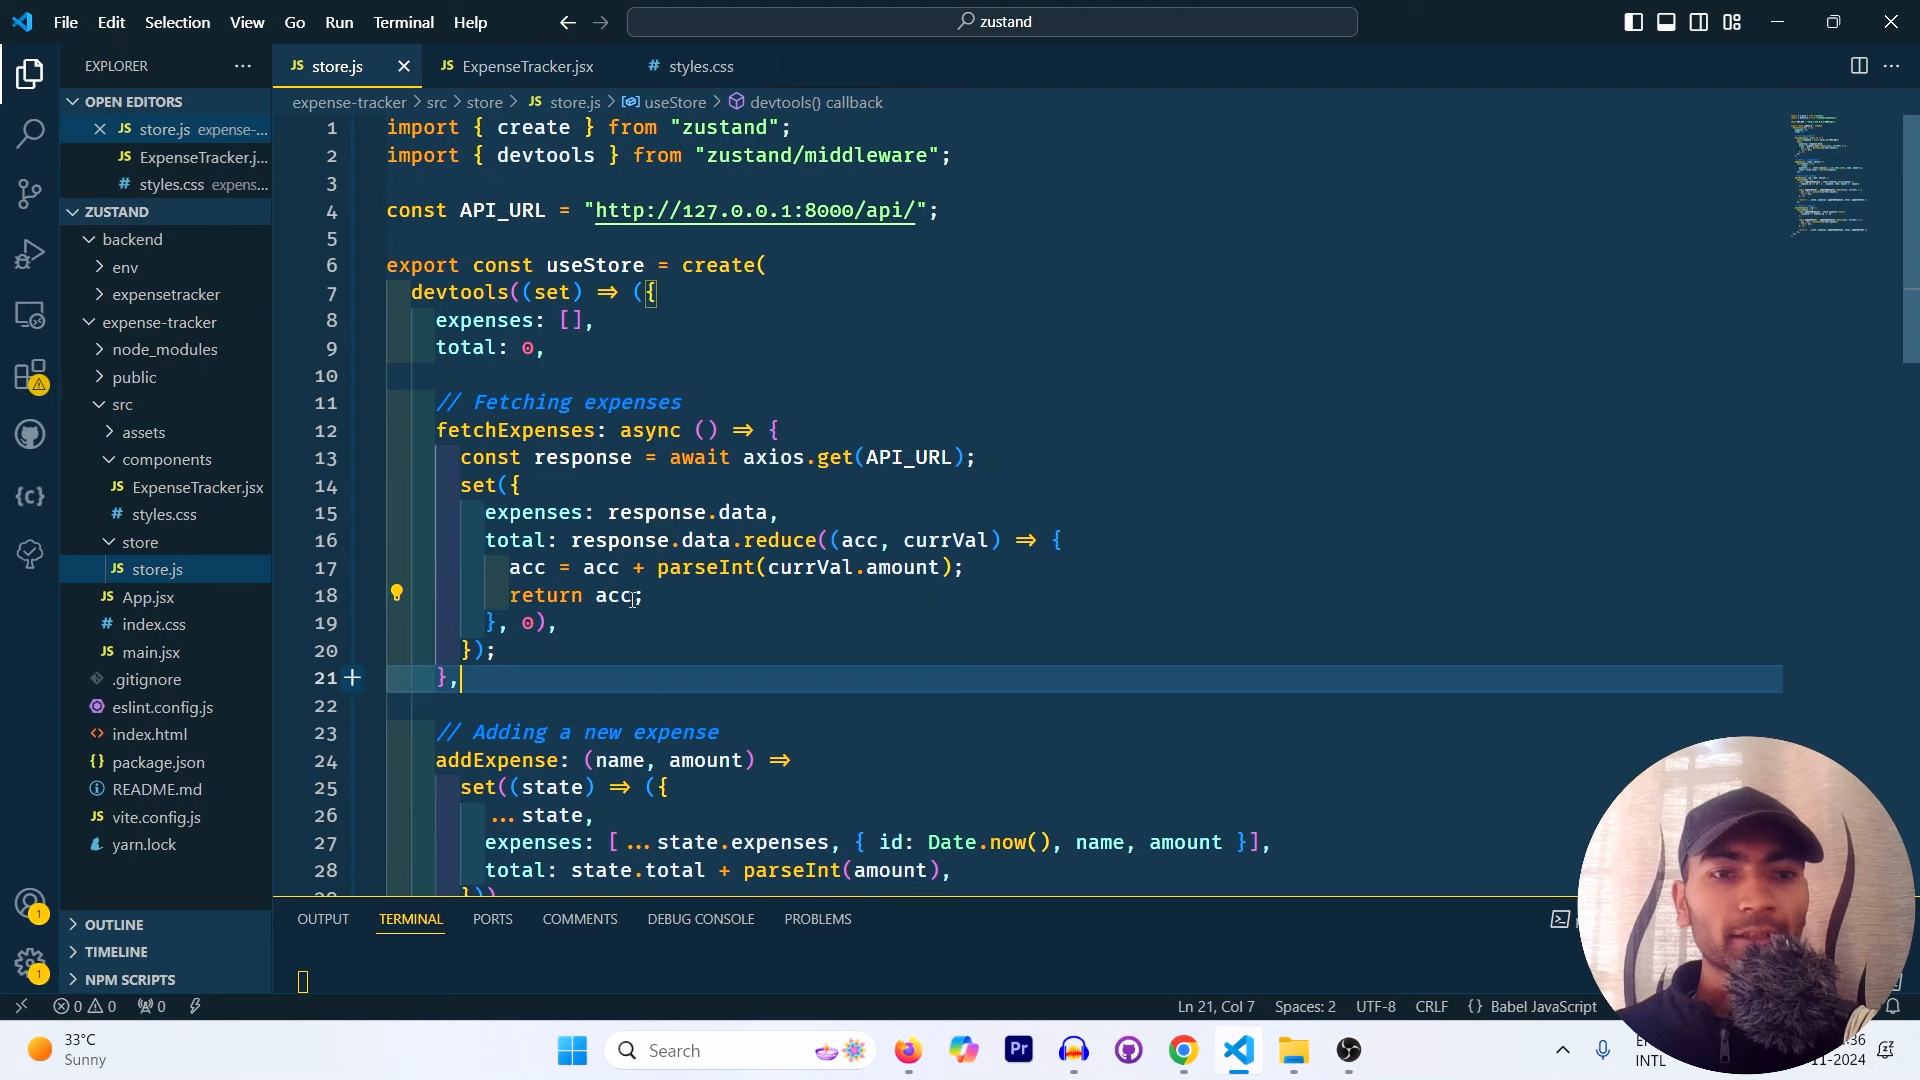 File Edit Selection View Go Run Terminal Help
zustand
EXPLORER
OPEN EDITORS
store.js expense-...
ExpenseTracker.j...
styles.css expens...
ZUSTAND
backend
env
expensetracker
expense-tracker
node_modules
public
src
assets
components
ExpenseTracker.jsx
styles.css
store
store.js
App.jsx
index.css
main.jsx
.gitignore
eslint.config.js
index.html
package.json
README.md
vite.config.js
yarn.lock
OUTLINE
TIMELINE
NPM SCRIPTS
store.js
ExpenseTracker.jsx
styles.css
expense-tracker > src > store > JS store.js > useStore > devtools() callback
1 import { create } from "zustand";
2 import { devtools } from "zustand/middleware";
3
4 const API_URL = "http://127.0.0.1:8000/api/";
5
6 export const useStore = create(
7 devtools((set) => ({
8 expenses: [],
9 total: 0,
10
11 // Fetching expenses
12 fetchExpenses: async () => {
13 const response = await axios.get(API_URL);
14 set({
15 expenses: response.data,
16 total: response.data.reduce((acc, currVal) => {
17 acc = acc + parseInt(currVal.amount);
18 return acc;
19 }, 0),
20 });
21 },
22
23 // Adding a new expense
24 addExpense: (name, amount) =>
25 set((state) => ({
26 ...state,
27 expenses: [...state.expenses, { id: Date.now(), name, amount }],
28 total: state.total + parseInt(amount),
OUTPUT TERMINAL PORTS COMMENTS DEBUG CONSOLE PROBLEMS
0 0 0
Ln 21, Col 7 Spaces: 2 UTF-8 CRLF {} Babel JavaScript
33°C
Sunny
Search
INTL